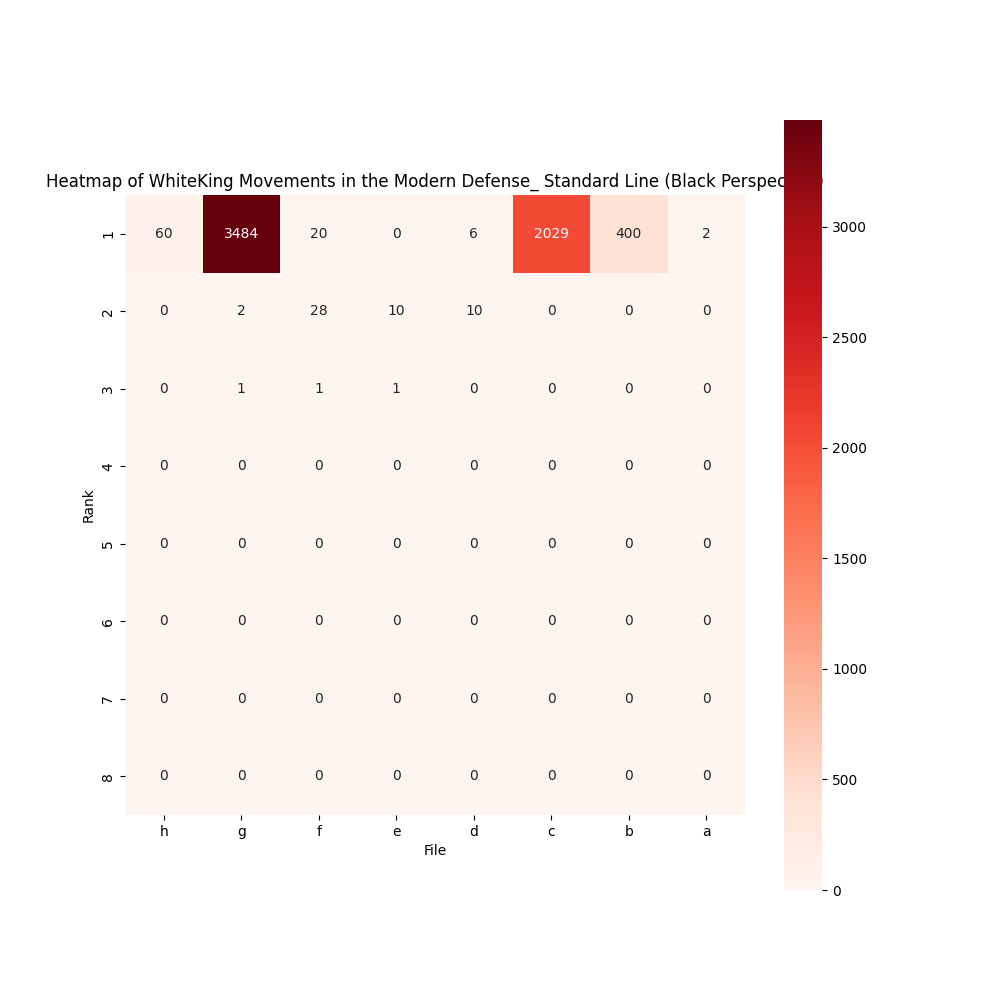 Heatmap of WhiteKing Movements in the Modern Defense_ Standard Line (Black
1 60 3484 20 0 6 2029 400 2
2 0 2 28 10 10 0 0 0
3 0 1 1 1 0 0 0 0
4 0 0 0 0 0 0 0 0
5 0 0 0 0 0 0 0 0
6 0 0 0 0 0 0 0 0
7 0 0 0 0 0 0 0 0
8 0 0 0 0 0 0 0 0
Rank
h g f e d c b a
File
3000
2500
2000
1500
1000
500
0